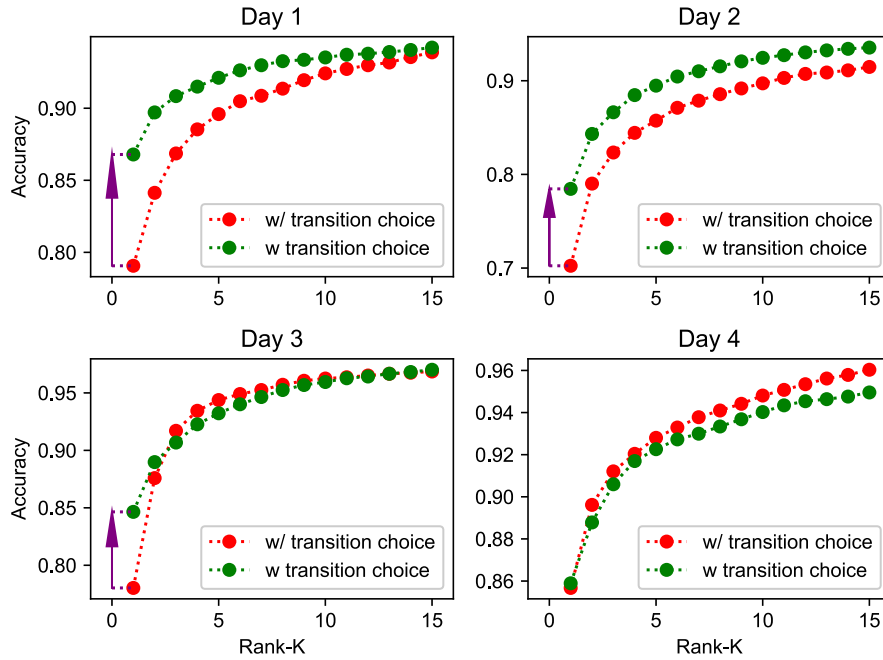 Day 1
Accuracy
0.90
0.85
0.80
w/ transition choice
w transition choice
0 5 10 15
Day 2
0.9
0.8
0.7
w/ transition choice
w transition choice
0 5 10 15
Day 3
Accuracy
0.95
0.90
0.85
0.80
w/ transition choice
w transition choice
0 5 10 15
Rank-K
Day 4
0.96
0.94
0.92
0.90
0.88
0.86
w/ transition choice
w transition choice
0 5 10 15
Rank-K